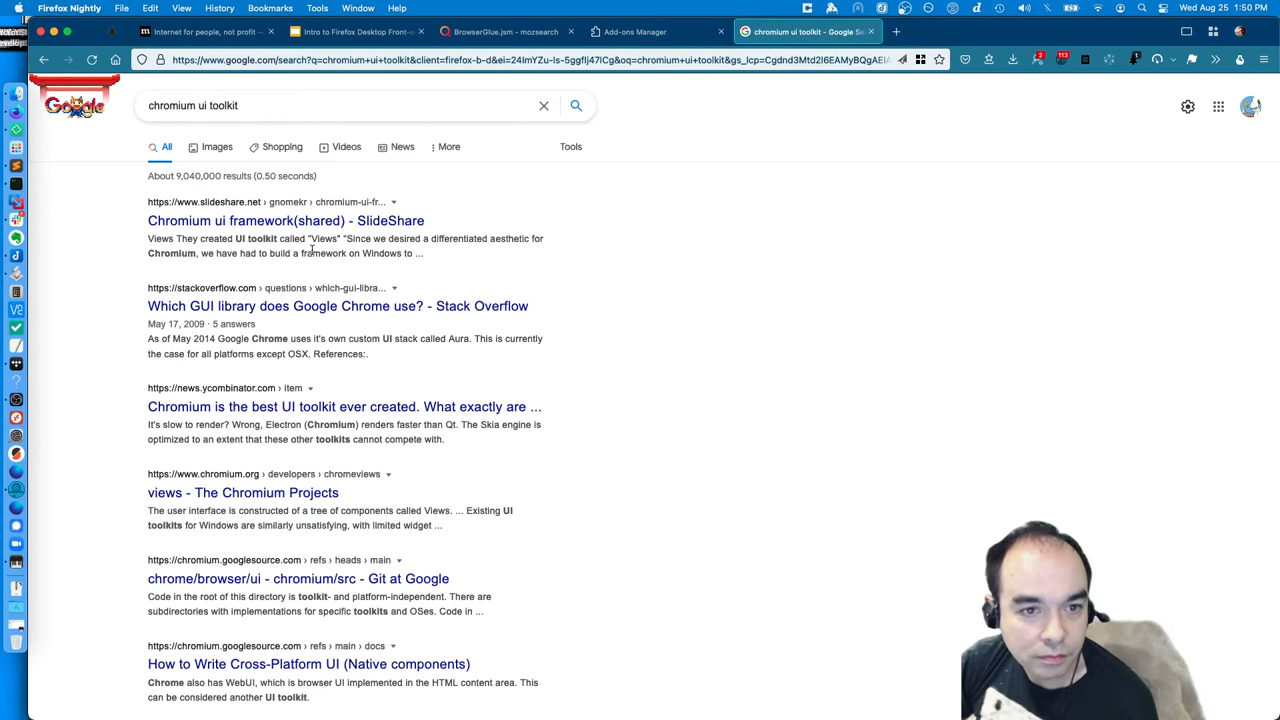 Firefox Nightly File Edit View History Bookmarks Tools Window Help Wed Aug 25 1:50 PM
Internet for people, not profit — Intro to Firefox Desktop Front-e BrowserGlue.jsm - mozsearch Add-ons Manager chromium ui toolkit - Google Se
https://www.google.com/search?q=chromium+ui+toolkit&client=firefox-b-d&ei=
2 113
Google
chromium ui toolkit
All Images Shopping Videos News More Tools
About 9,040,000 results (0.50 seconds)
https://www.slideshare.net › gnomekr › chromium-ui-fr...
Chromium ui framework(shared) - SlideShare
Views They created UI toolkit called "Views" "Since we desired a differentiated aesthetic for
Chromium, we have had to build a framework on Windows to ...
https://stackoverflow.com › questions › which-gui-libra...
Which GUI library does Google Chrome use? - Stack Overflow
May 17, 2009 · 5 answers
As of May 2014 Google Chrome uses it's own custom UI stack called Aura. This is currently
the case for all platforms except OSX. References:.
https://news.ycombinator.com › item
Chromium is the best UI toolkit ever created. What exactly are ...
It's slow to render? Wrong, Electron (Chromium) renders faster than Qt. The Skia engine is
optimized to an extent that these other toolkits cannot compete with.
https://www.chromium.org › developers › chromeviews
views - The Chromium Projects
The user interface is constructed of a tree of components called Views. ... Existing UI
toolkits for Windows are similarly unsatisfying, with limited widget ...
https://chromium.googlesource.com › refs › heads › main
chrome/browser/ui - chromium/src - Git at Google
Code in the root of this directory is toolkit- and platform-independent. There are
subdirectories with implementations for specific toolkits and OSes. Code in ...
https://chromium.googlesource.com › refs › main › docs
How to Write Cross-Platform UI (Native components)
Chrome also has WebUI, which is browser UI implemented in the HTML content area. This
can be considered another UI toolkit.